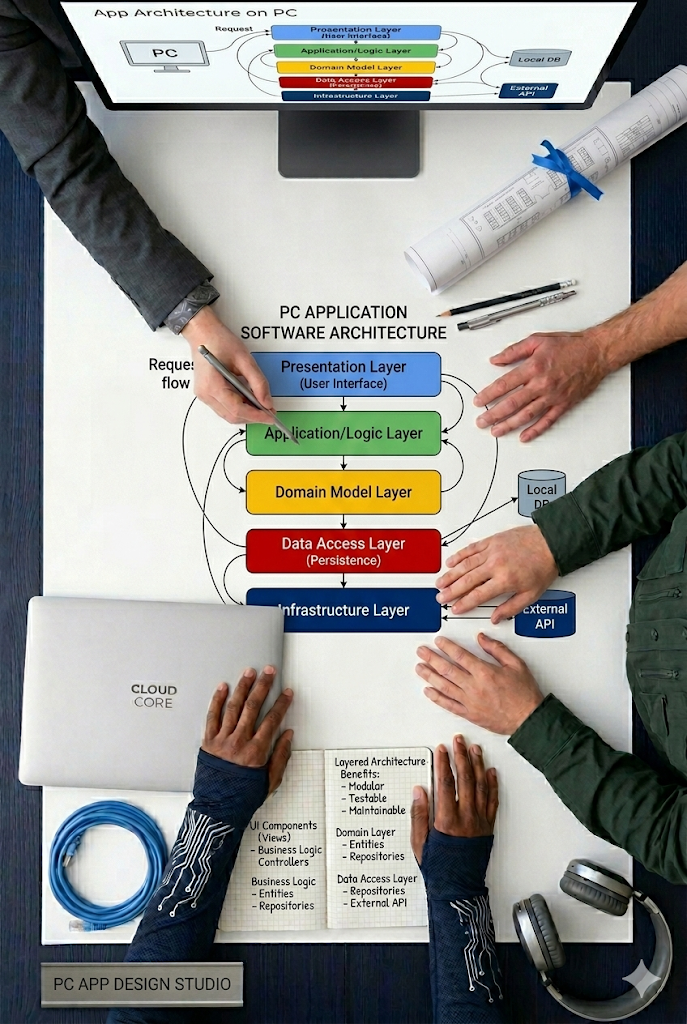 App Architecture on PC
Request
PC
Application/Logic Layer
Domain Model Layer
Data Access Layer
Infrastructure Layer
Local DB
External
API
PC APPLICATION
SOFTWARE ARCHITECTURE
flow
Presentation Layer
(User Interface)
Application/Logic Layer
Domain Model Layer
Data Access Layer
(Persistence)
Infrastructure Layer
Local
External
API
CLOUD
CORE
UI Components
(Views)
- Business Logic
Controllers
Business Logic
- Entities
- Repositories
Layered Architecture
Benefits:
- Modular
- Testable
- Maintainable
Domain Layer
- Entities
- Repositories
Data Access Layer
- Repositories
- External API
PC APP DESIGN STUDIO